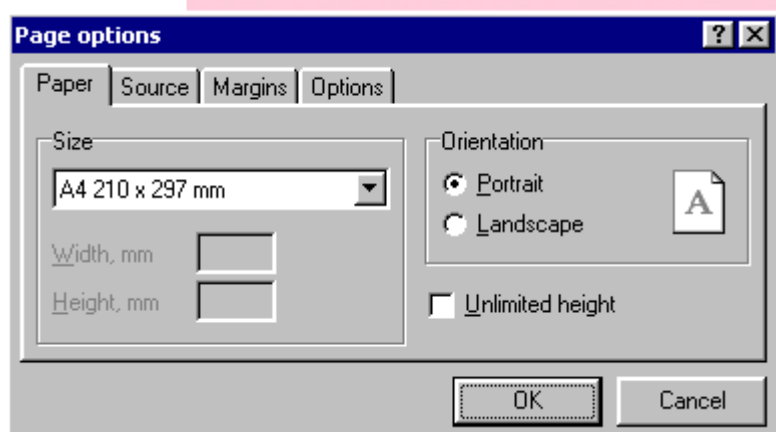 Page options
Paper Source Margins Options
Size
A4 210 x 297 mm
Width, mm
Height, mm
Orientation
Portrait
Landscape
A
Unlimited height
OK Cancel